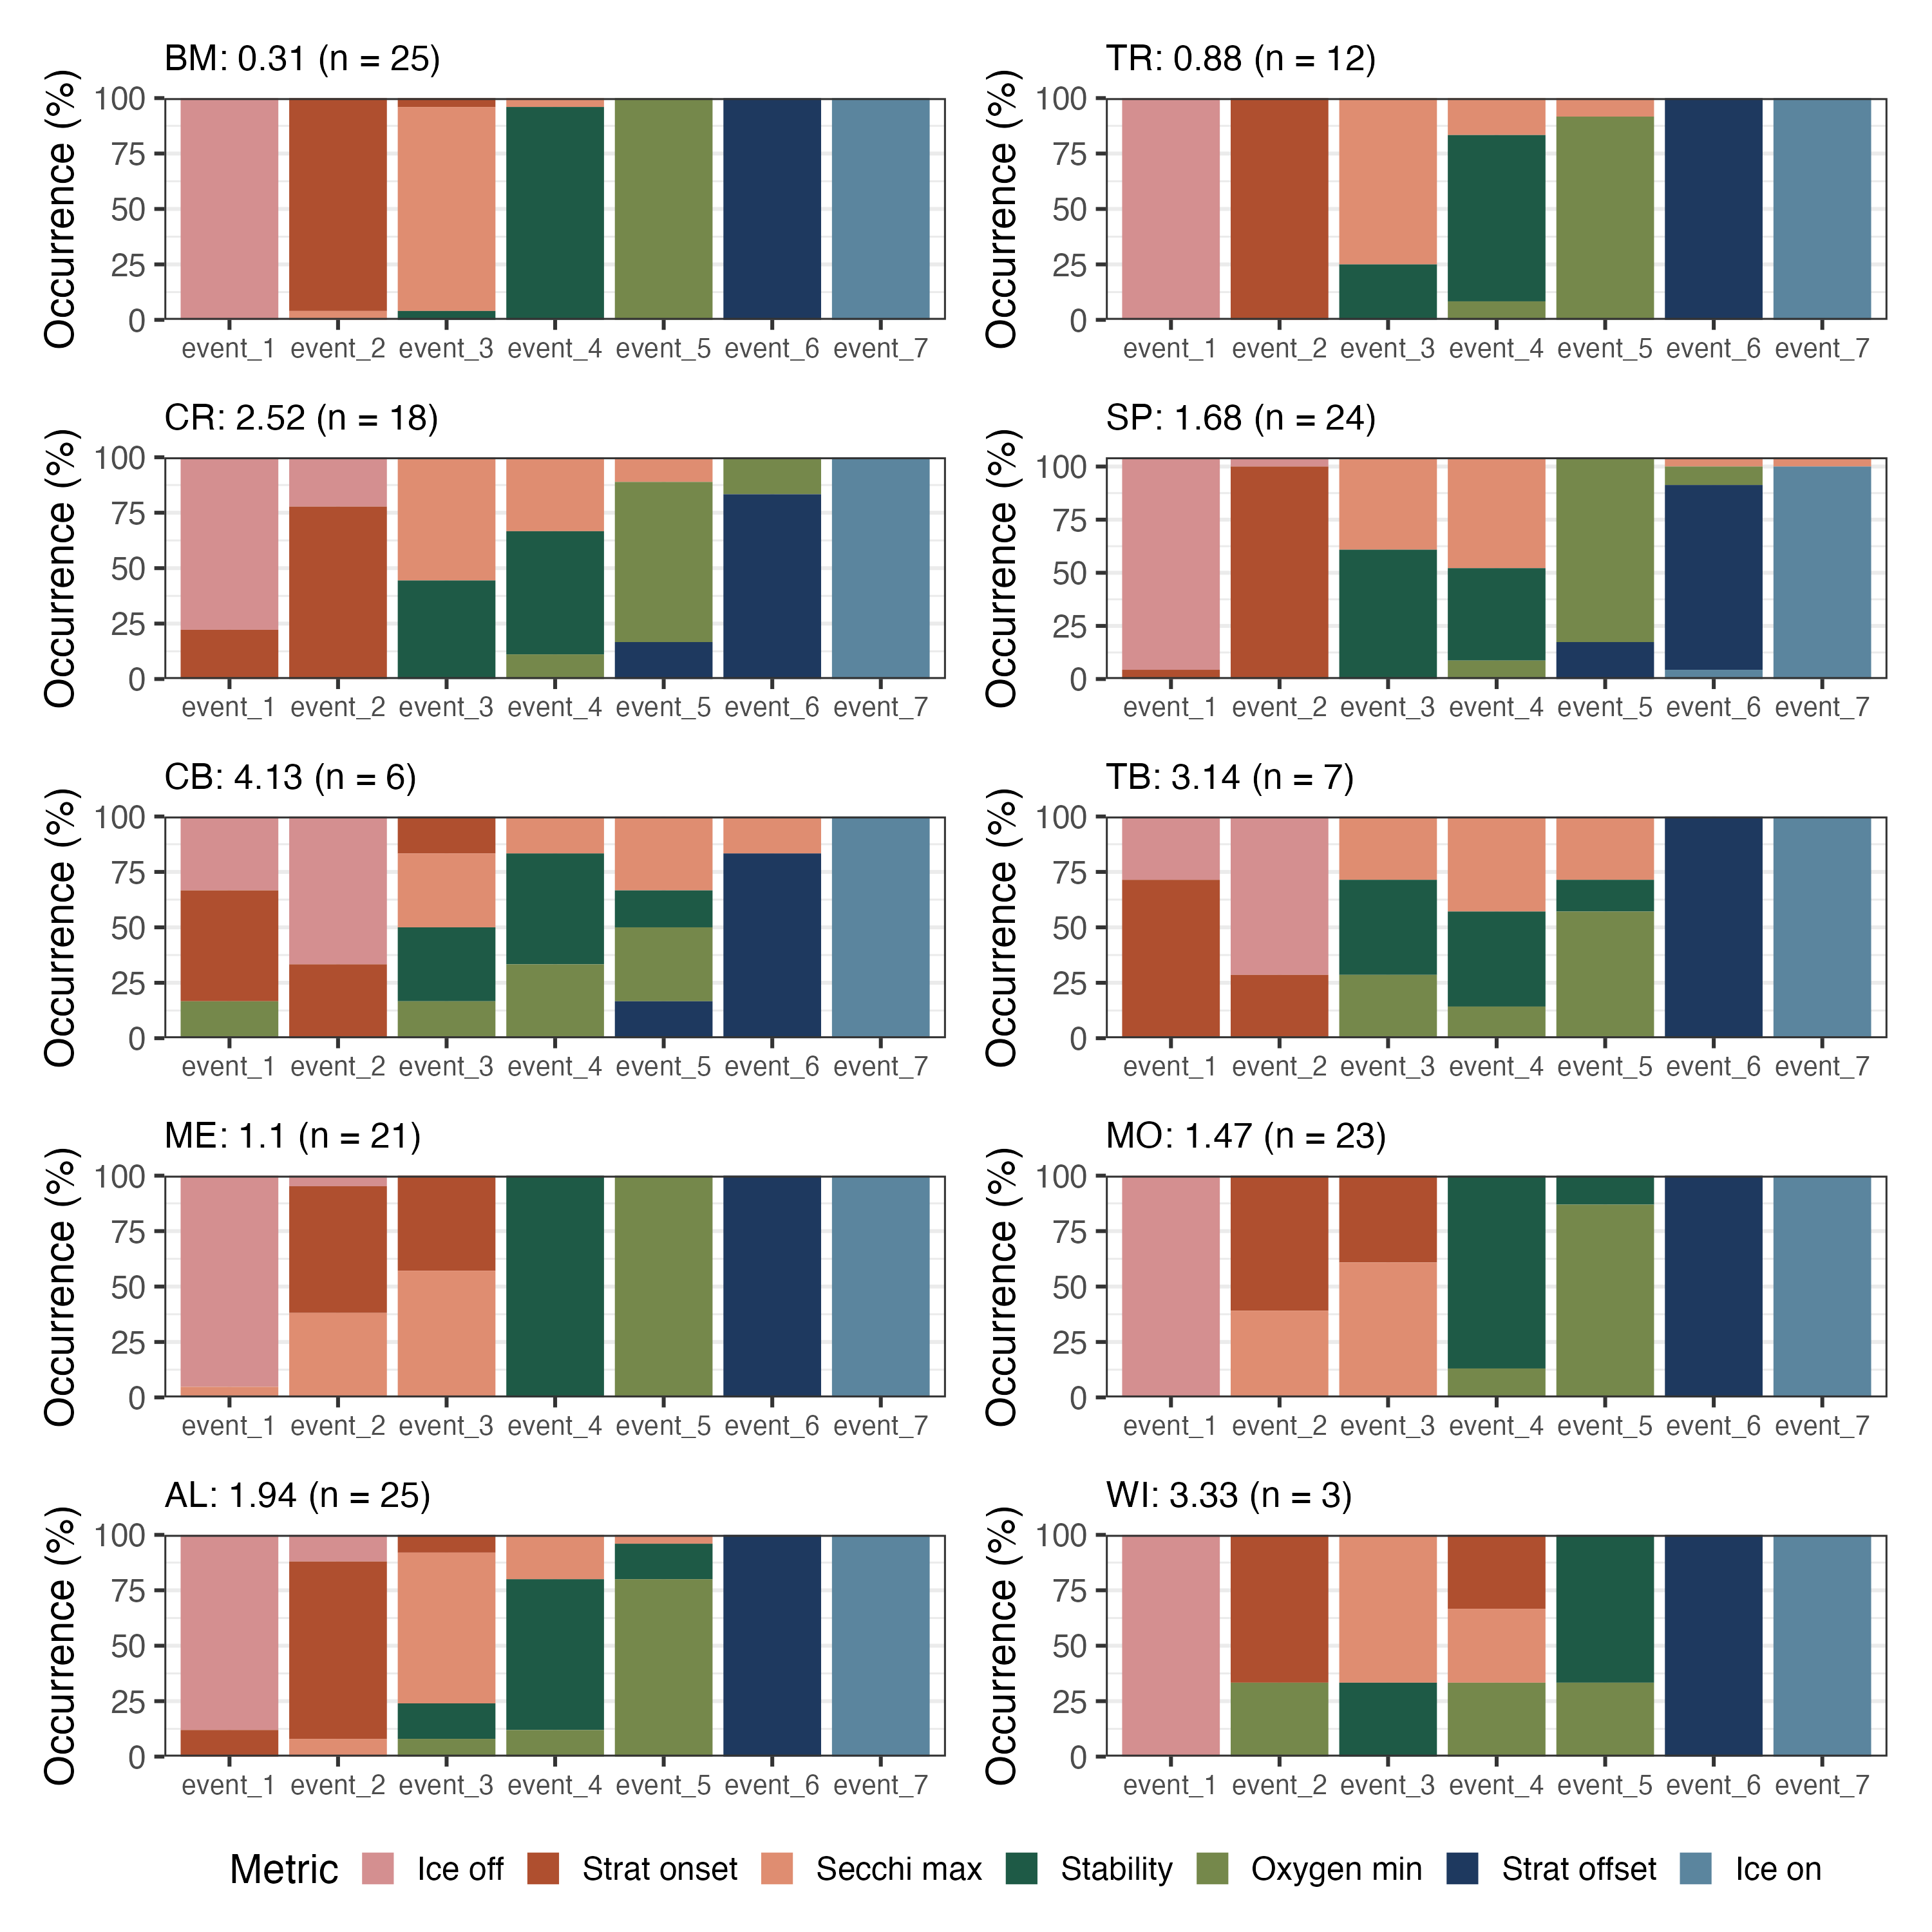 BM: 0.31 (n = 25)
Occurrence (%)
100
75
50
25
0
event_1 event_2 event_3 event_4 event_5 event_6 event_7
TR: 0.88 (n = 12)
Occurrence (%)
100
75
50
25
0
event_1 event_2 event_3 event_4 event_5 event_6 event_7
CR: 2.52 (n = 18)
Occurrence (%)
100
75
50
25
0
event_1 event_2 event_3 event_4 event_5 event_6 event_7
SP: 1.68 (n = 24)
Occurrence (%)
100
75
50
25
0
event_1 event_2 event_3 event_4 event_5 event_6 event_7
CB: 4.13 (n = 6)
Occurrence (%)
100
75
50
25
0
event_1 event_2 event_3 event_4 event_5 event_6 event_7
TB: 3.14 (n = 7)
Occurrence (%)
100
75
50
25
0
event_1 event_2 event_3 event_4 event_5 event_6 event_7
ME: 1.1 (n = 21)
Occurrence (%)
100
75
50
25
0
event_1 event_2 event_3 event_4 event_5 event_6 event_7
MO: 1.47 (n = 23)
Occurrence (%)
100
75
50
25
0
event_1 event_2 event_3 event_4 event_5 event_6 event_7
AL: 1.94 (n = 25)
Occurrence (%)
100
75
50
25
0
event_1 event_2 event_3 event_4 event_5 event_6 event_7
WI: 3.33 (n = 3)
Occurrence (%)
100
75
50
25
0
event_1 event_2 event_3 event_4 event_5 event_6 event_7
Metric Ice off Strat onset Secchi max Stability Oxygen min Strat offset Ice on